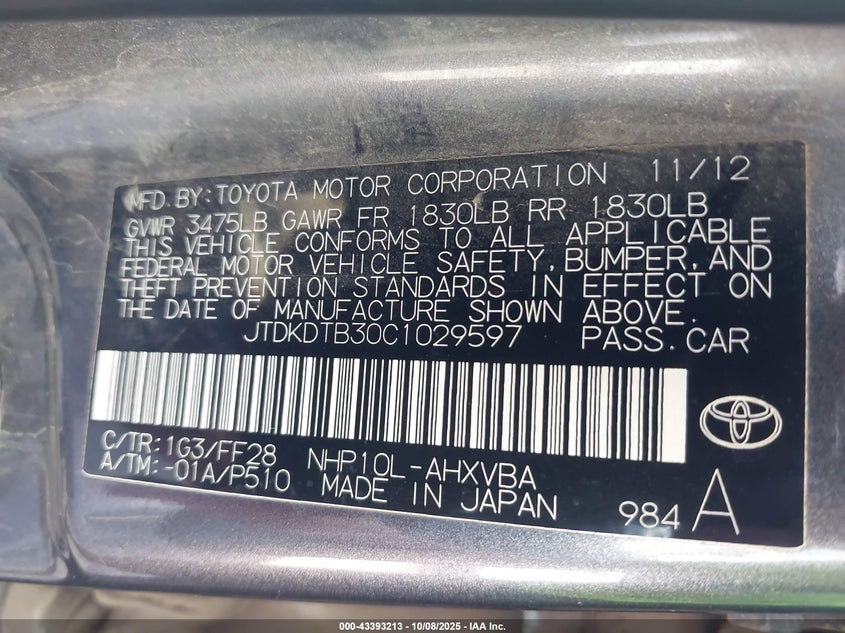 MFD. BY: TOYOTA MOTOR CORPORATION 11/12
GVWR 3475LB GAWR FR 1830LB RR 1830LB
THIS VEHICLE CONFORMS TO ALL APPLICABLE
FEDERAL MOTOR VEHICLE SAFETY, BUMPER, AND
THEFT PREVENTION STANDARDS IN EFFECT ON
THE DATE OF MANUFACTURE SHOWN ABOVE.
JTDKDTB30C1029597 PASS. CAR
C/TR: 1G3/FF28 NHP10L-AHXVBA
A/TM: -01A/P510 MADE IN JAPAN
984 A
000-43393213 - 10/08/2025 - IAA Inc.